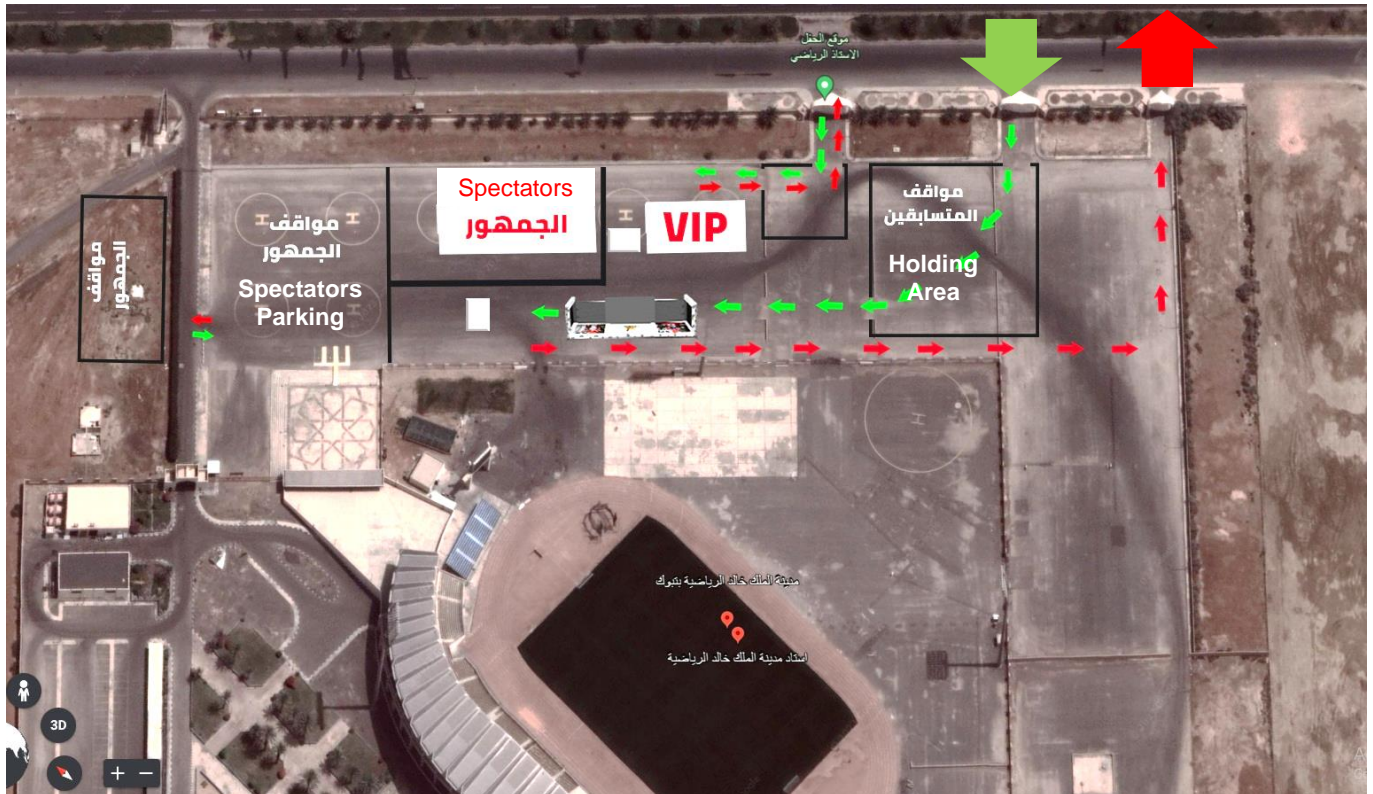 موقع الحفل
الاستاذ الرياضي
Spectators
الجمهور
VIP
مواقف
المتسابقين
Holding
Area
مواقف
الجمهور
Spectators
Parking
مواقف
الجمهور
H
H
H
H
H
مدينة الملك خالد الرياضية بتبوك
استاد مدينة الملك خالد الرياضية
3D